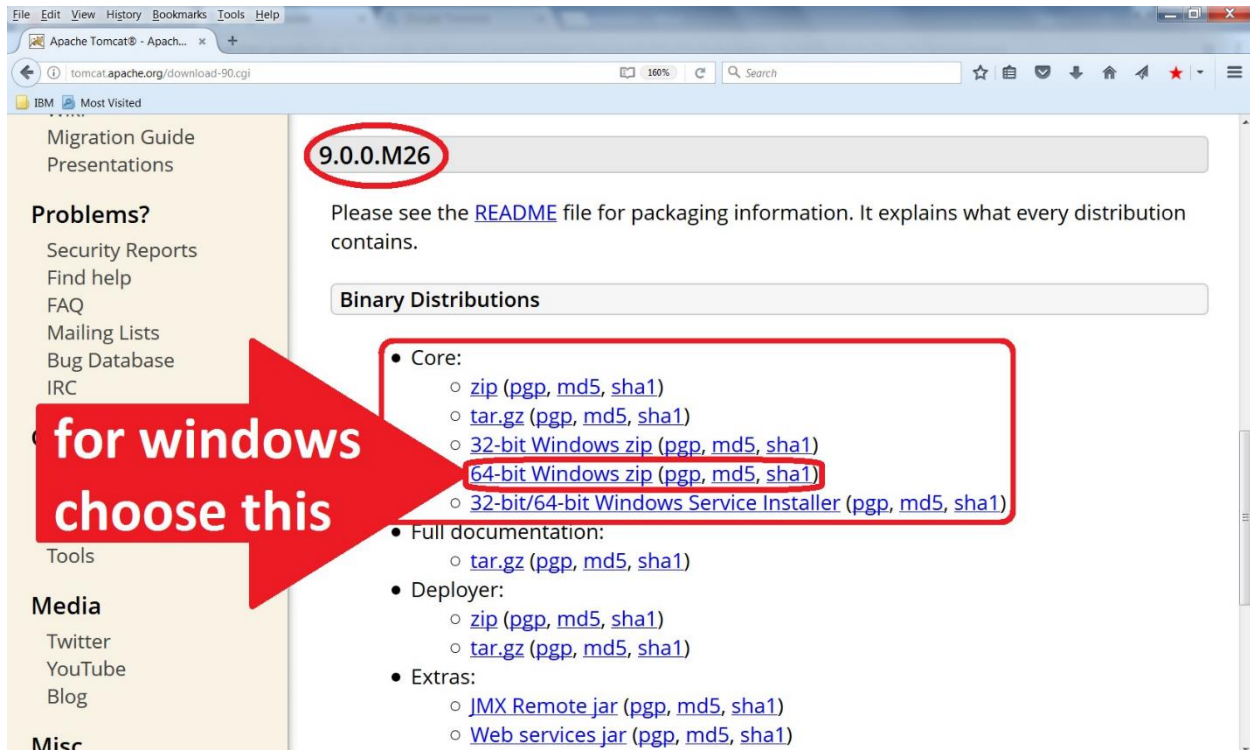 File Edit View History Bookmarks Tools Help
Apache Tomcat® - Apach... × +
tomcat.apache.org/download-90.cgi 160% Search
IBM Most Visited
Migration Guide
Presentations
Problems?
Security Reports
Find help
FAQ
Mailing Lists
Bug Database
IRC
for windows
choose this
Tools
Media
Twitter
YouTube
Blog
Misc
9.0.0.M26
Please see the README file for packaging information. It explains what every distribution
contains.
Binary Distributions
• Core:
○ zip (pgp, md5, sha1)
○ tar.gz (pgp, md5, sha1)
○ 32-bit Windows zip (pgp, md5, sha1)
64-bit Windows zip (pgp, md5, sha1)
○ 32-bit/64-bit Windows Service Installer (pgp, md5, sha1)
• Full documentation:
○ tar.gz (pgp, md5, sha1)
• Deployer:
○ zip (pgp, md5, sha1)
○ tar.gz (pgp, md5, sha1)
• Extras:
○ JMX Remote jar (pgp, md5, sha1)
○ Web services jar (pgp, md5, sha1)